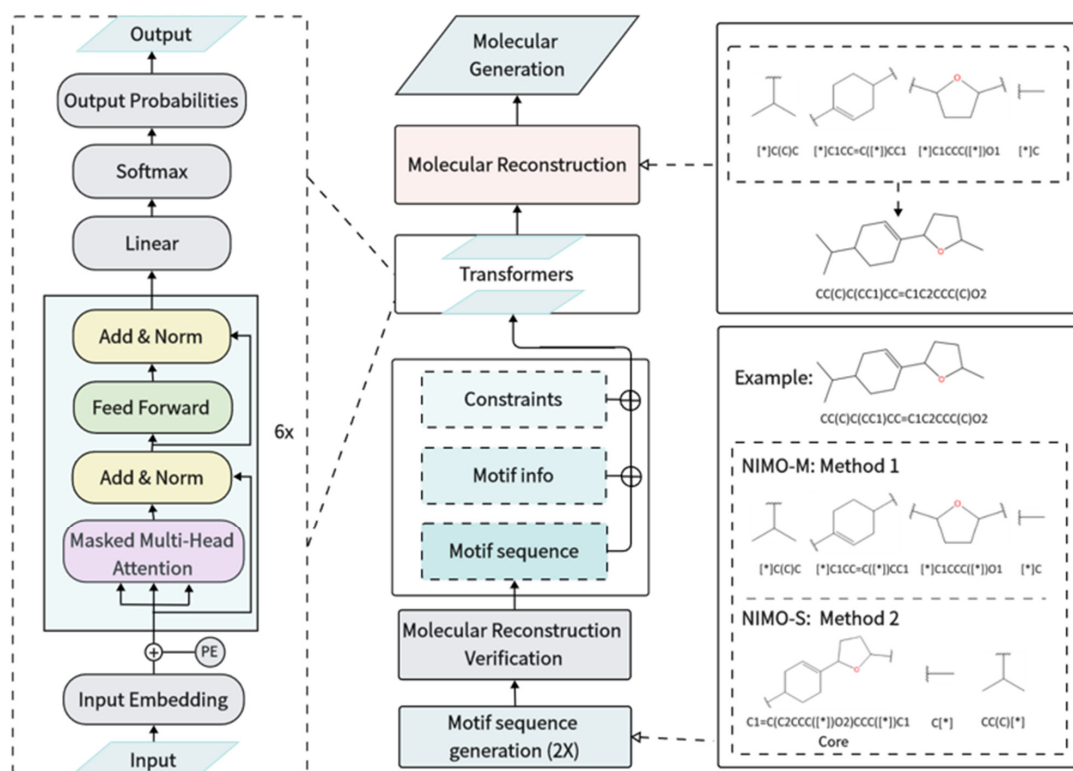 Output
Output Probabilities
Softmax
Linear
Add & Norm
Feed Forward
Add & Norm
Masked Multi-Head
Attention
6x
+
PE
Input Embedding
Input
Molecular
Generation
Molecular Reconstruction
Transformers
Constraints
Motif info
Motif sequence
Molecular Reconstruction
Verification
Motif sequence
generation (2X)
O
[*]C(C)C [*]C1CC=C([*])CC1 [*]C1CCC([*])O1 [*]C
O
CC(C)C(CC1)CC=C1C2CCC(C)O2
Example:
O
CC(C)C(CC1)CC=C1C2CCC(C)O2
NIMO-M: Method 1
O
[*]C(C)C [*]C1CC=C([*])CC1 [*]C1CCC([*])O1 [*]C
NIMO-S: Method 2
O
C1=C(C2CCC([*])O2)CCC([*])C1 C[*] CC(C)[*]
Core